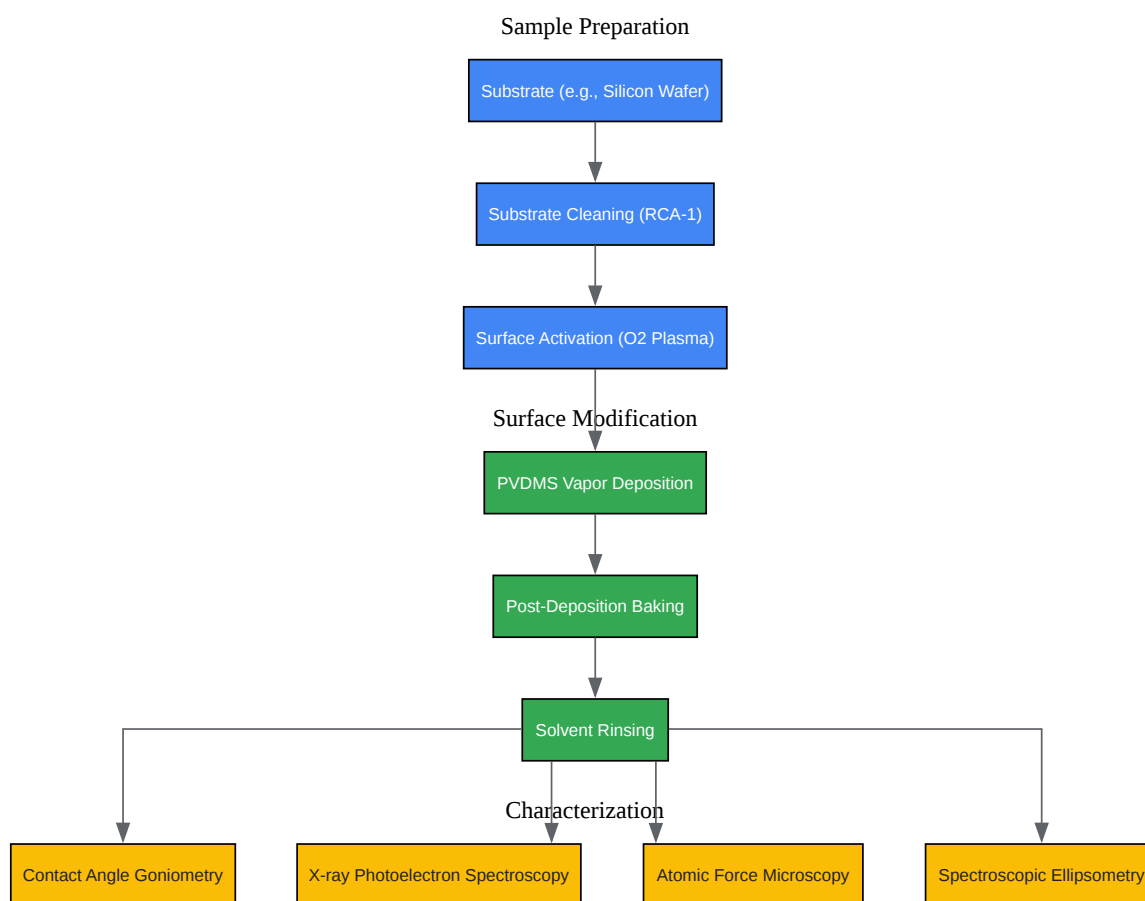 Sample Preparation
Substrate (e.g., Silicon Wafer)
Substrate Cleaning (RCA-1)
Surface Activation (O2 Plasma)
Surface Modification
PVDMS Vapor Deposition
Post-Deposition Baking
Solvent Rinsing
Characterization
Contact Angle Goniometry
X-ray Photoelectron Spectroscopy
Atomic Force Microscopy
Spectroscopic Ellipsometry